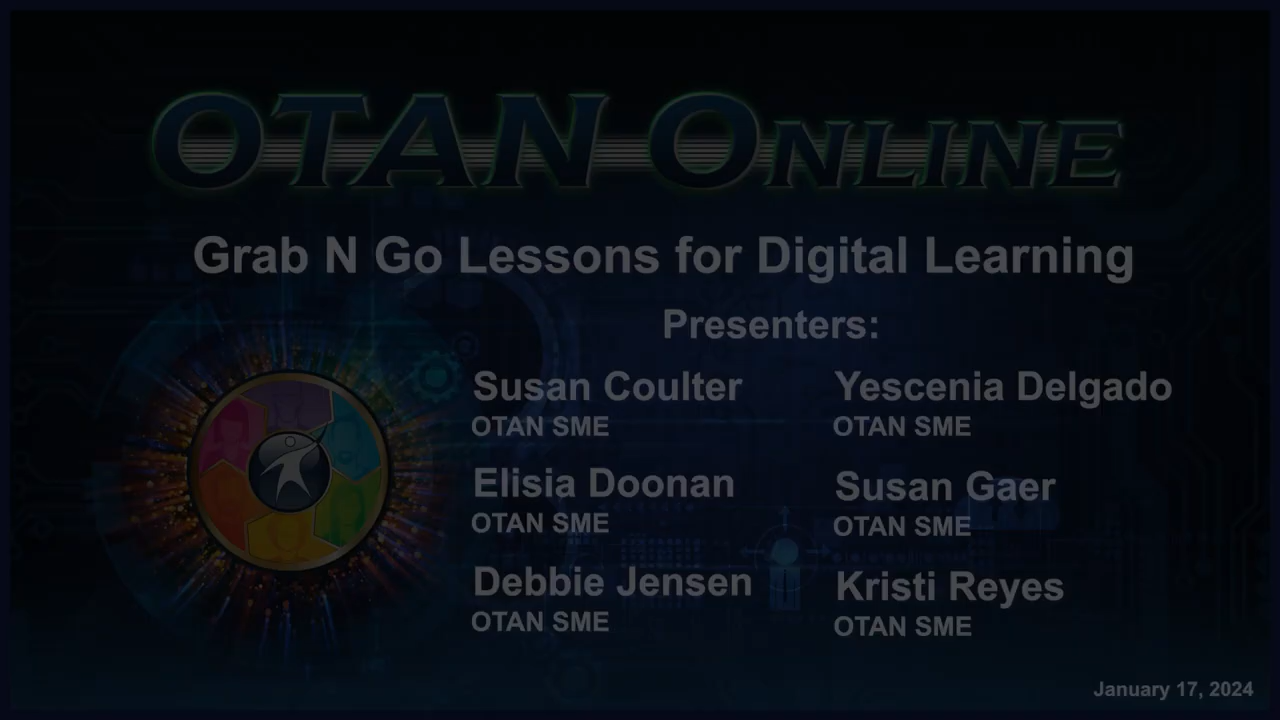 OTAN ONLINE
Grab N Go Lessons for Digital Learning
Presenters:
Susan Coulter
OTAN SME
Yescenia Delgado
OTAN SME
Elisia Doonan
OTAN SME
Susan Gaer
OTAN SME
Debbie Jensen
OTAN SME
Kristi Reyes
OTAN SME
January 17, 2024